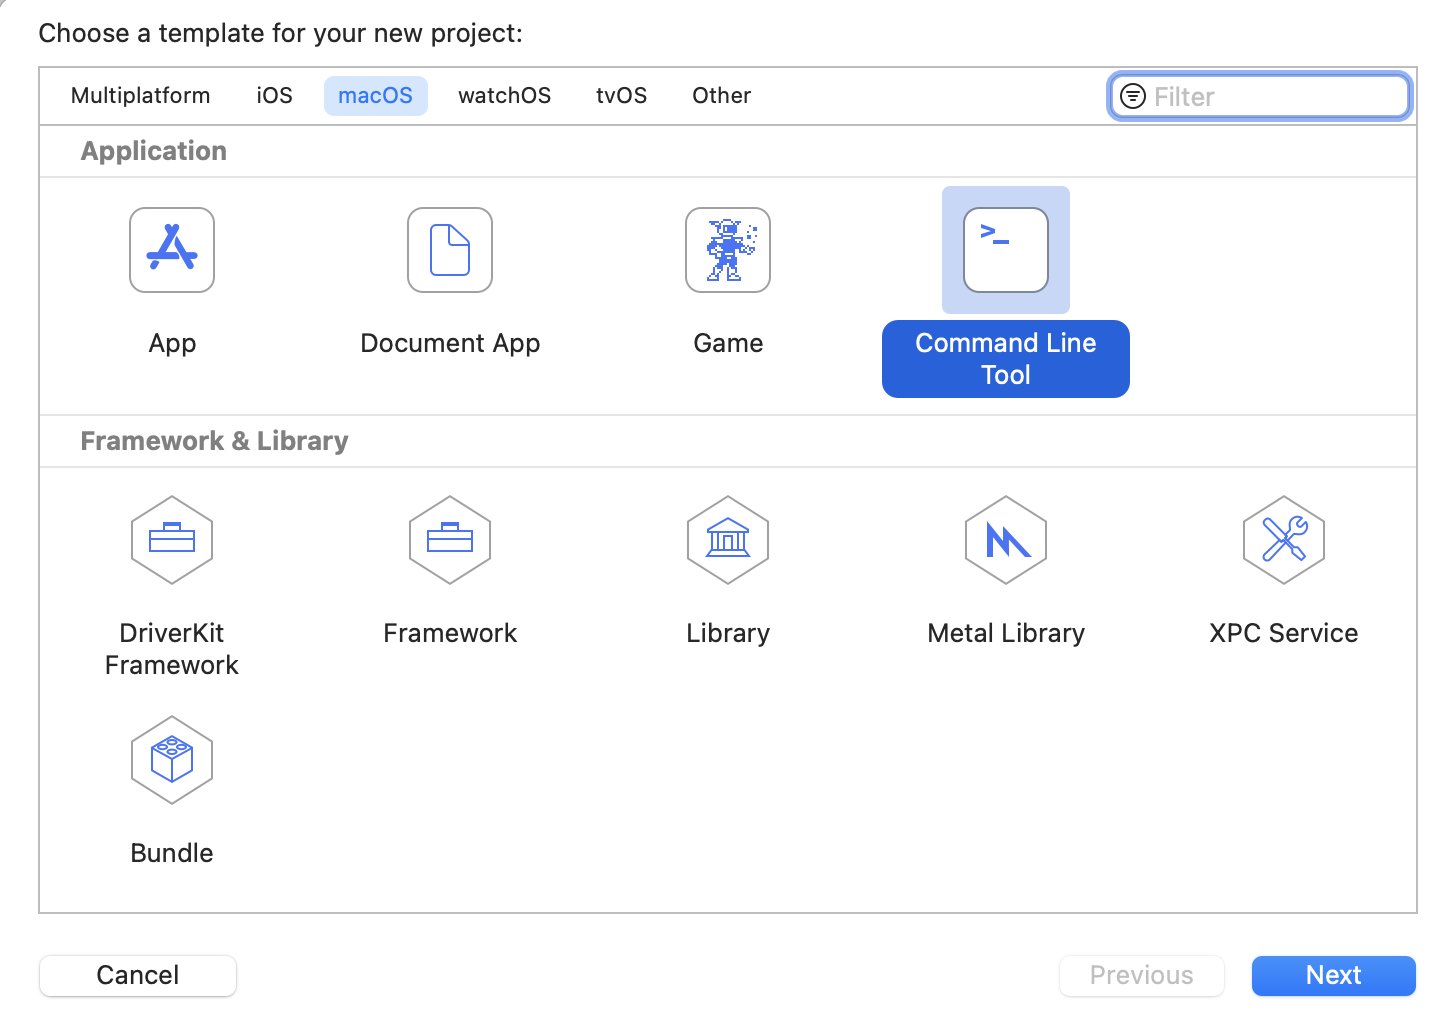 Choose a template for your new project:
Multiplatform iOS macOS watchOS tvOS Other Filter
Application
>_
App Document App Game Command Line
Tool
Framework & Library
DriverKit Framework Library Metal Library XPC Service
Framework
Bundle
Cancel Previous Next